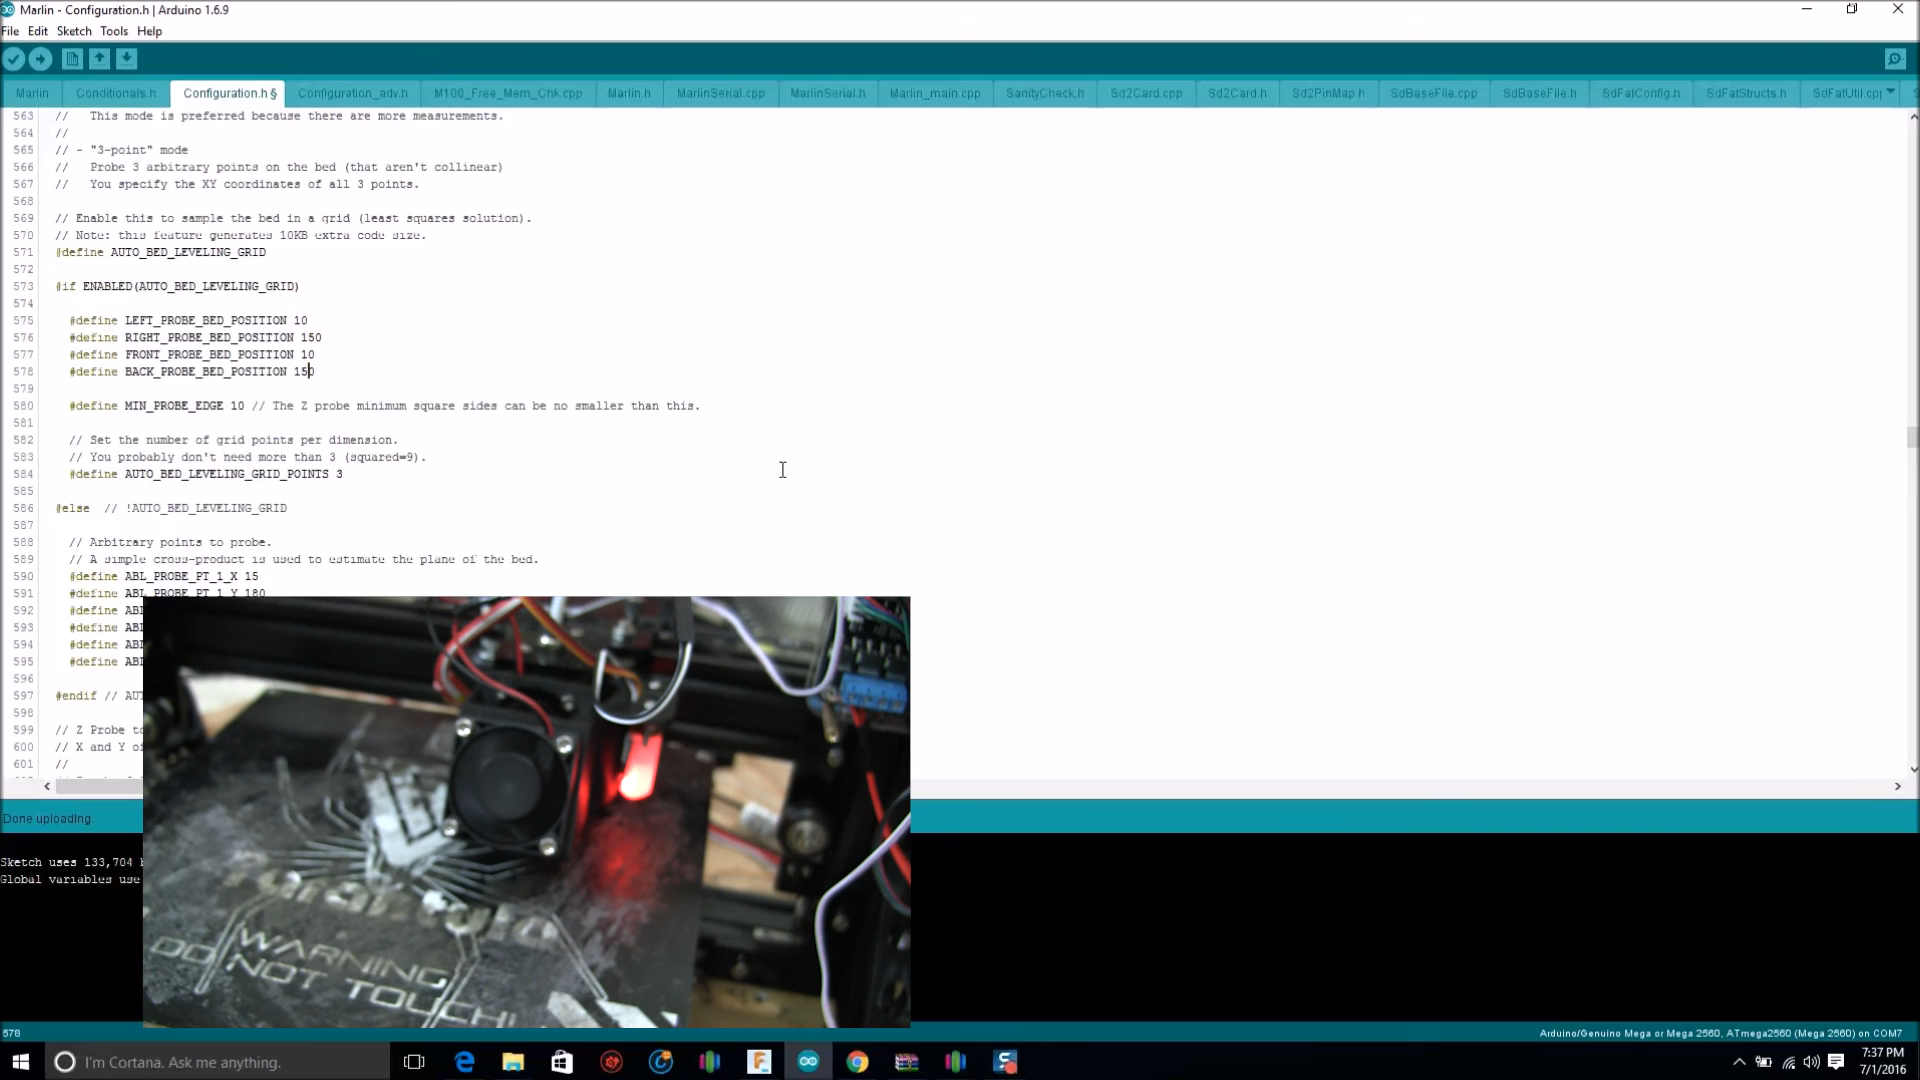 Marlin - Configuration.h | Arduino 1.6.9
File Edit Sketch Tools Help
Marlin Conditionals.h Configuration.h § Configuration_adv.h M100_Free_Mem_Chk.cpp Marlin.h MarlinSerial.cpp MarlinSerial.h Marlin_main.cpp SanityCheck.h Sd2Card.cpp Sd2Card.h Sd2PinMap.h SdBaseFile.cpp SdBaseFile.h SdFatConfig.h SdFatStructs.h SdFatUtil.cpp
563 // This mode is preferred because there are more measurements.
564 //
565 // - "3-point" mode
566 // Probe 3 arbitrary points on the bed (that aren't collinear)
567 // You specify the XY coordinates of all 3 points.
568
569 // Enable this to sample the bed in a grid (least squares solution).
570 // Note: this feature generates 10KB extra code size.
571 #define AUTO_BED_LEVELING_GRID
572
573 #if ENABLED(AUTO_BED_LEVELING_GRID)
574
575 #define LEFT_PROBE_BED_POSITION 10
576 #define RIGHT_PROBE_BED_POSITION 150
577 #define FRONT_PROBE_BED_POSITION 10
578 #define BACK_PROBE_BED_POSITION 150
579
580 #define MIN_PROBE_EDGE 10 // The Z probe minimum square sides can be no smaller than this.
581
582 // Set the number of grid points per dimension.
583 // You probably don't need more than 3 (squared=9).
584 #define AUTO_BED_LEVELING_GRID_POINTS 3
585
586 #else // !AUTO_BED_LEVELING_GRID
587
588 // Arbitrary points to probe.
589 // A simple cross-product is used to estimate the plane of the bed.
590 #define ABL_PROBE_PT_1_X 15
591 #define ABL_PROBE_PT_1_Y 180
592 #define AB
593 #define AB
594 #define AB
595 #define AB
596
597 #endif // AU
598
599 // Z Probe to
600 // X and Y of
601 //
WARNING
DO NOT TOUCH!
Done uploading.
Sketch uses 133,704 b
Global variables use
578
Arduino/Genuino Mega or Mega 2560, ATmega2560 (Mega 2560) on COM7
I'm Cortana. Ask me anything.
7:37 PM
7/1/2016